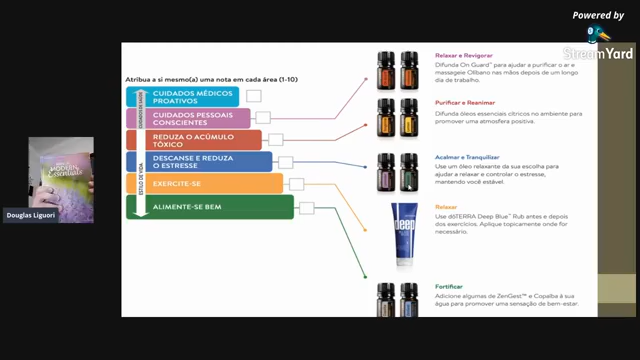 Powered by
StreamYard
Atribua a si mesmo(a) uma nota em cada área (1-10)
CUIDADOS MÉDICOS
PROATIVOS
CUIDADOS PESSOAIS
CONSCIENTES
REDUZA O ACÚMULO
TÓXICO
DESCANSE E REDUZA
O ESTRESSE
EXERCITE-SE
ALIMENTE-SE BEM
ESTILO DE VIDA
Relaxar e Revigorar
Difunda On Guard™ para ajudar a purificar o ar e
massageie Olíbano nas mãos depois de um longo
dia de trabalho.
Purificar e Reanimar
Difunda óleos essenciais cítricos no ambiente para
promover uma atmosfera positiva.
Acalmar e Tranquilizar
Use um óleo relaxante da sua escolha para
ajudar a relaxar e controlar o estresse,
mantendo você estável.
Relaxar
Use dōTERRA Deep Blue™ Rub antes e depois
dos exercícios. Aplique topicamente onde for
necessário.
deep
Fortificar
Adicione algumas de ZenGest™ e Copaíba à sua
água para promover uma sensação de bem-estar.
modern
essentials
Douglas Liguori